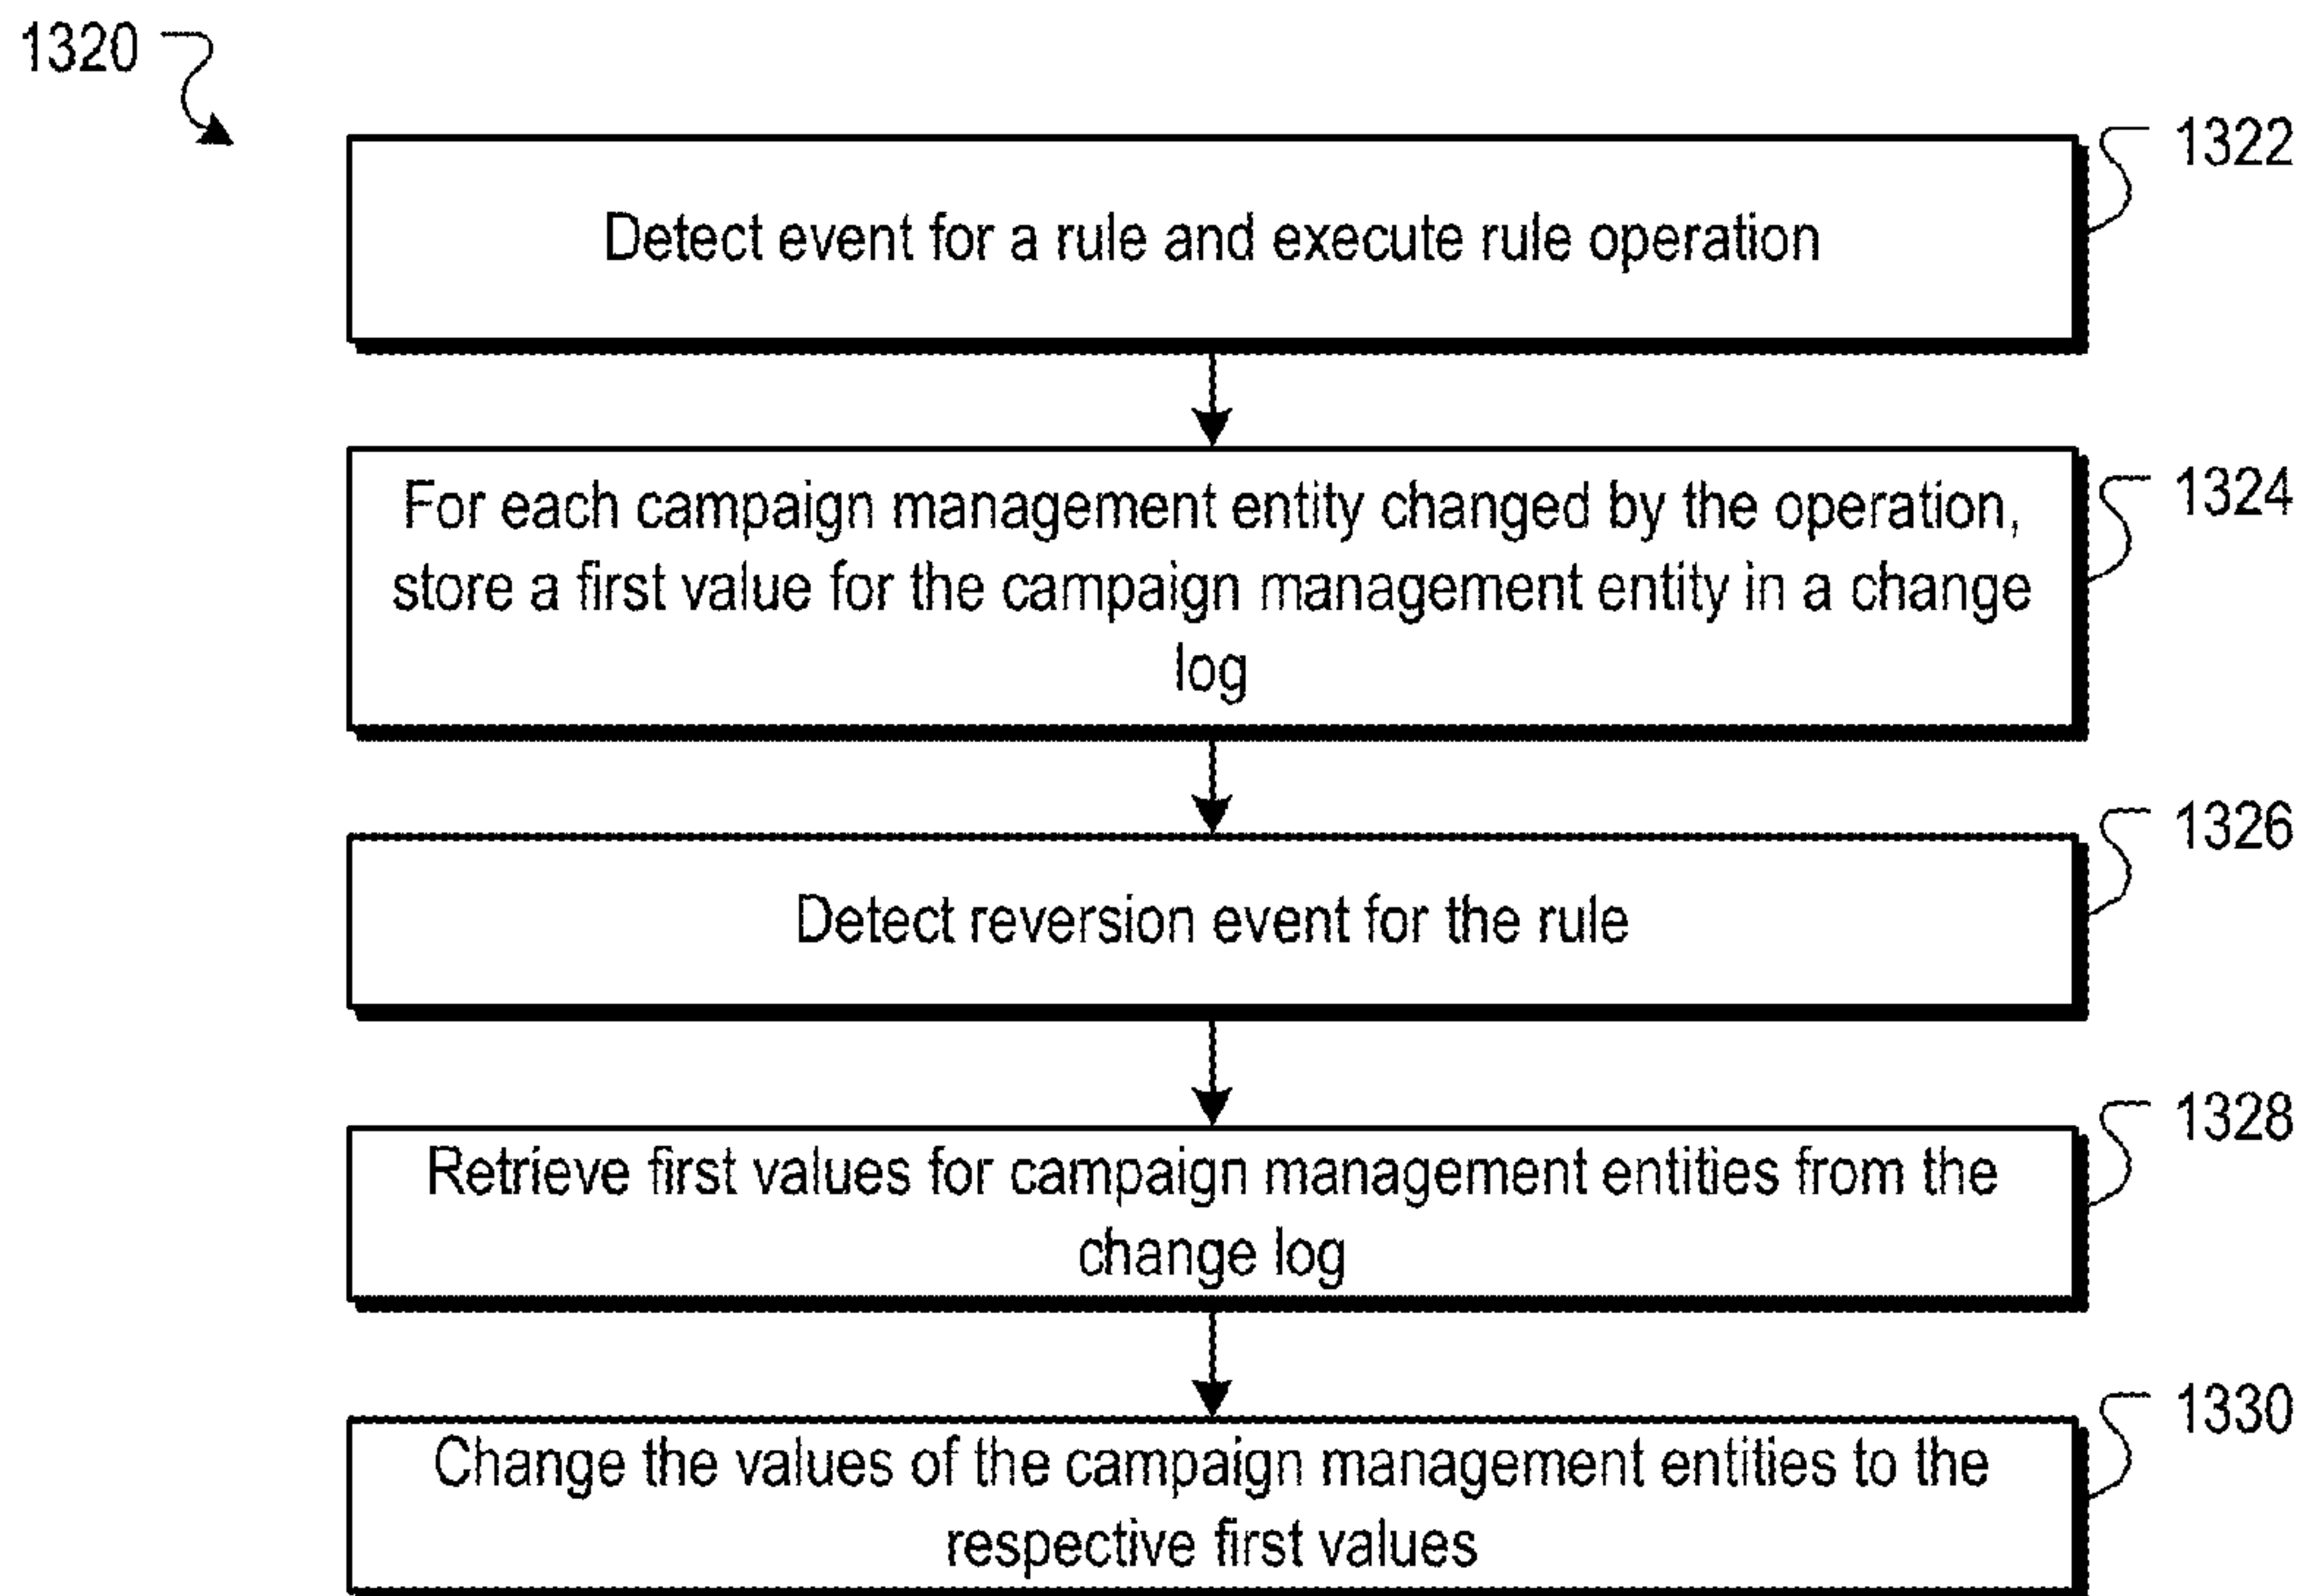 1320
1322
Detect event for a rule and execute rule operation
1324
For each campaign management entity changed by the operation,
store a first value for the campaign management entity in a change
log
1326
Detect reversion event for the rule
1328
Retrieve first values for campaign management entities from the
change log
1330
Change the values of the campaign management entities to the
respective first values